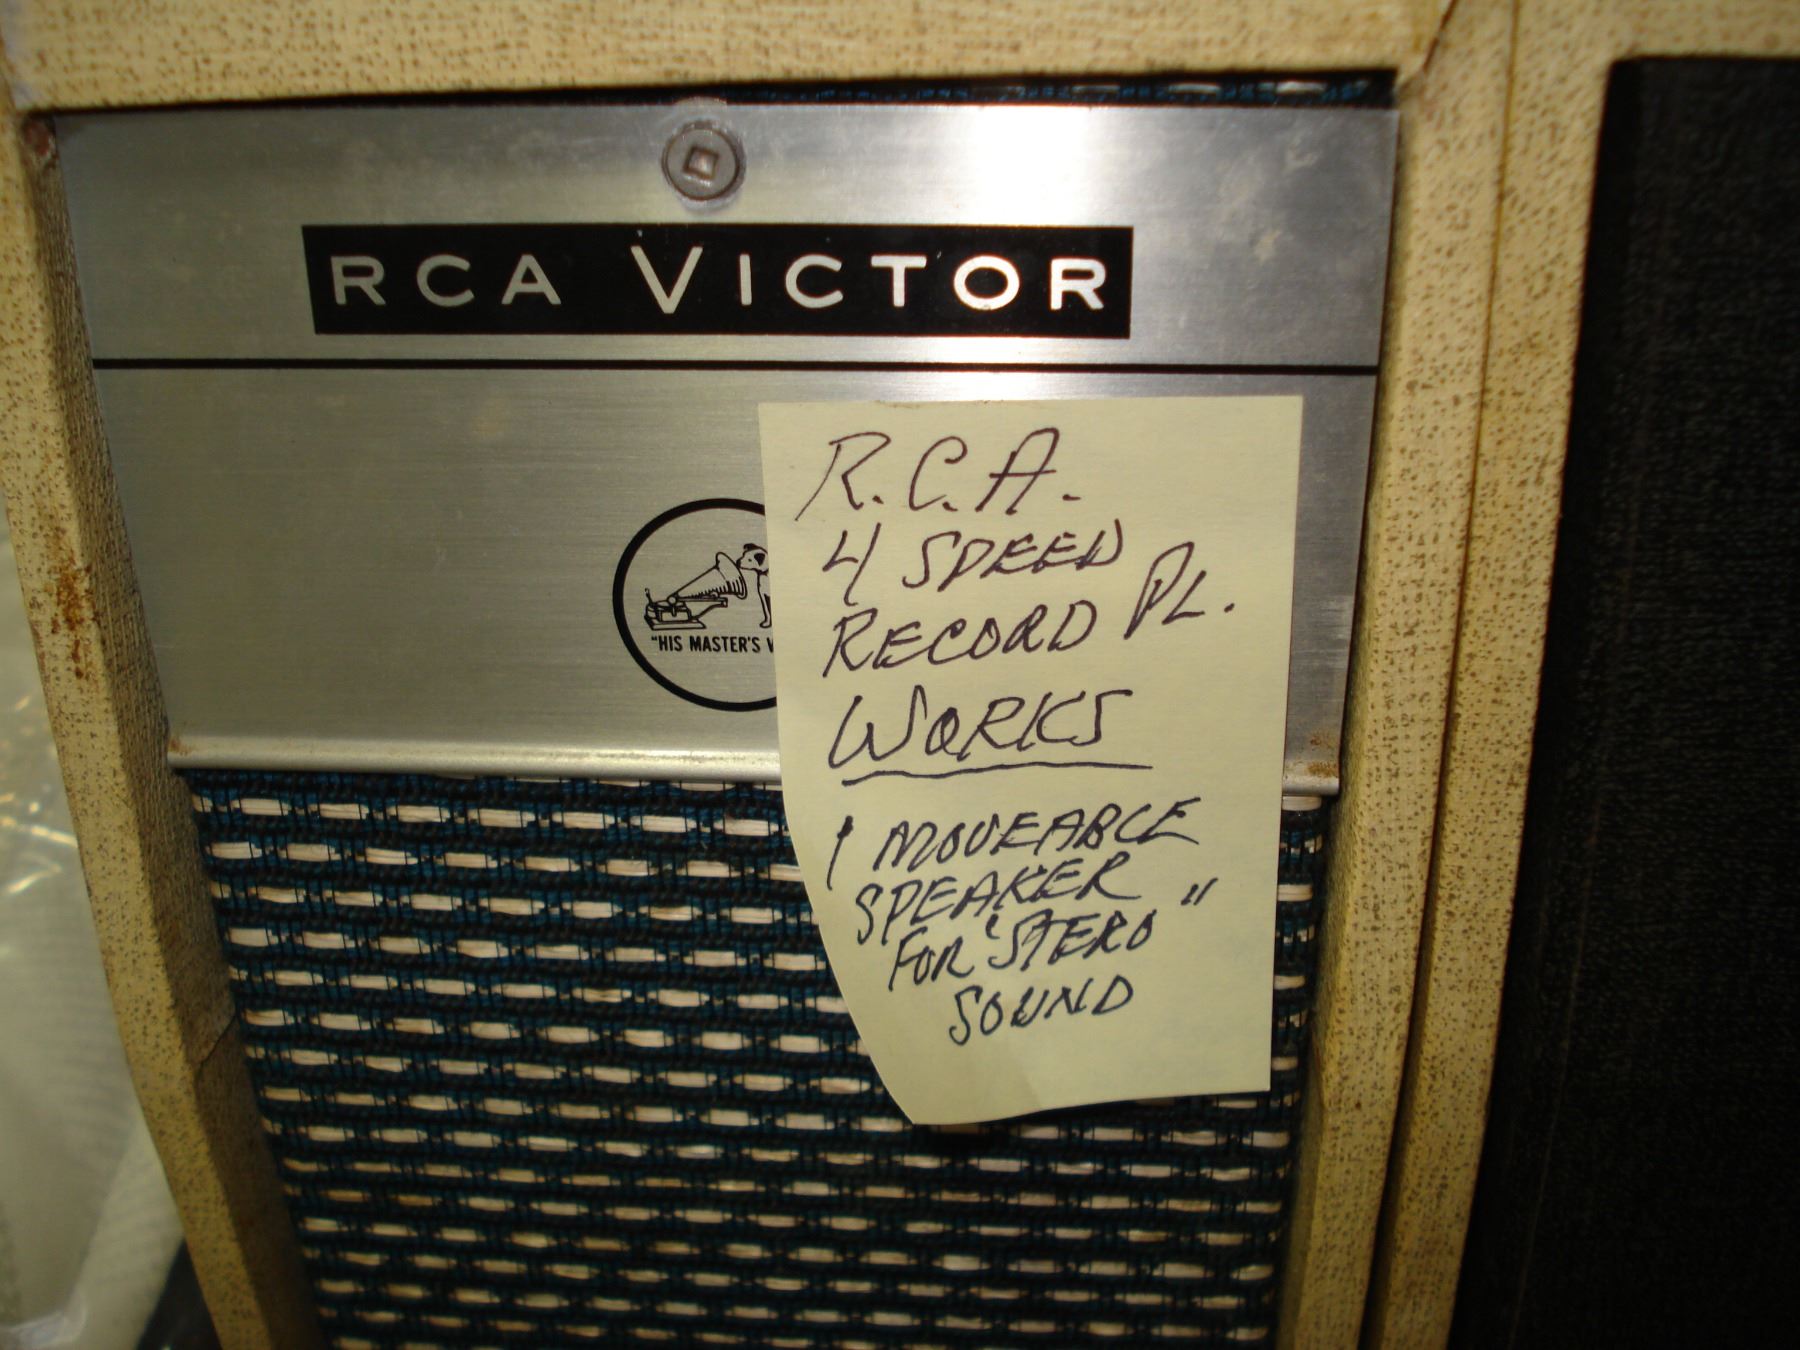 RCA VICTOR
"HIS MASTER'S
R.C.A.
4 SPEED
RECORD PL.
WORKS
1 MOVEABLE
SPEAKER
FOR "STERO"
SOUND